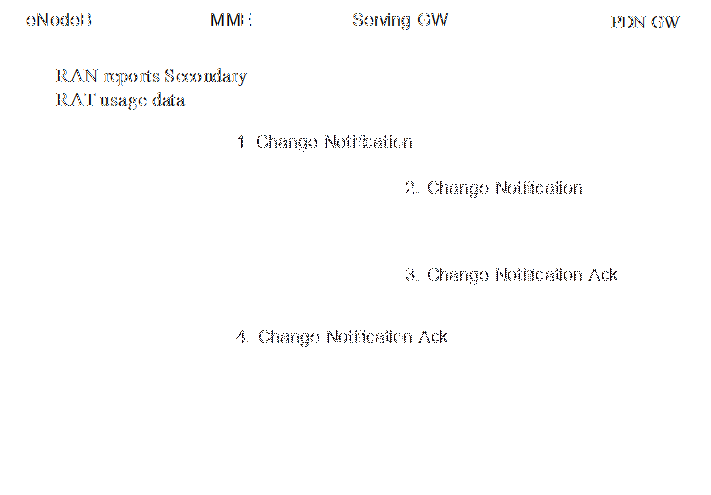 eNodeB
MME
Serving GW
PDN GW
RAN reports Secondary
RAT usage data
1. Change Notification
2. Change Notification
3. Change Notification Ack
4. Change Notification Ack